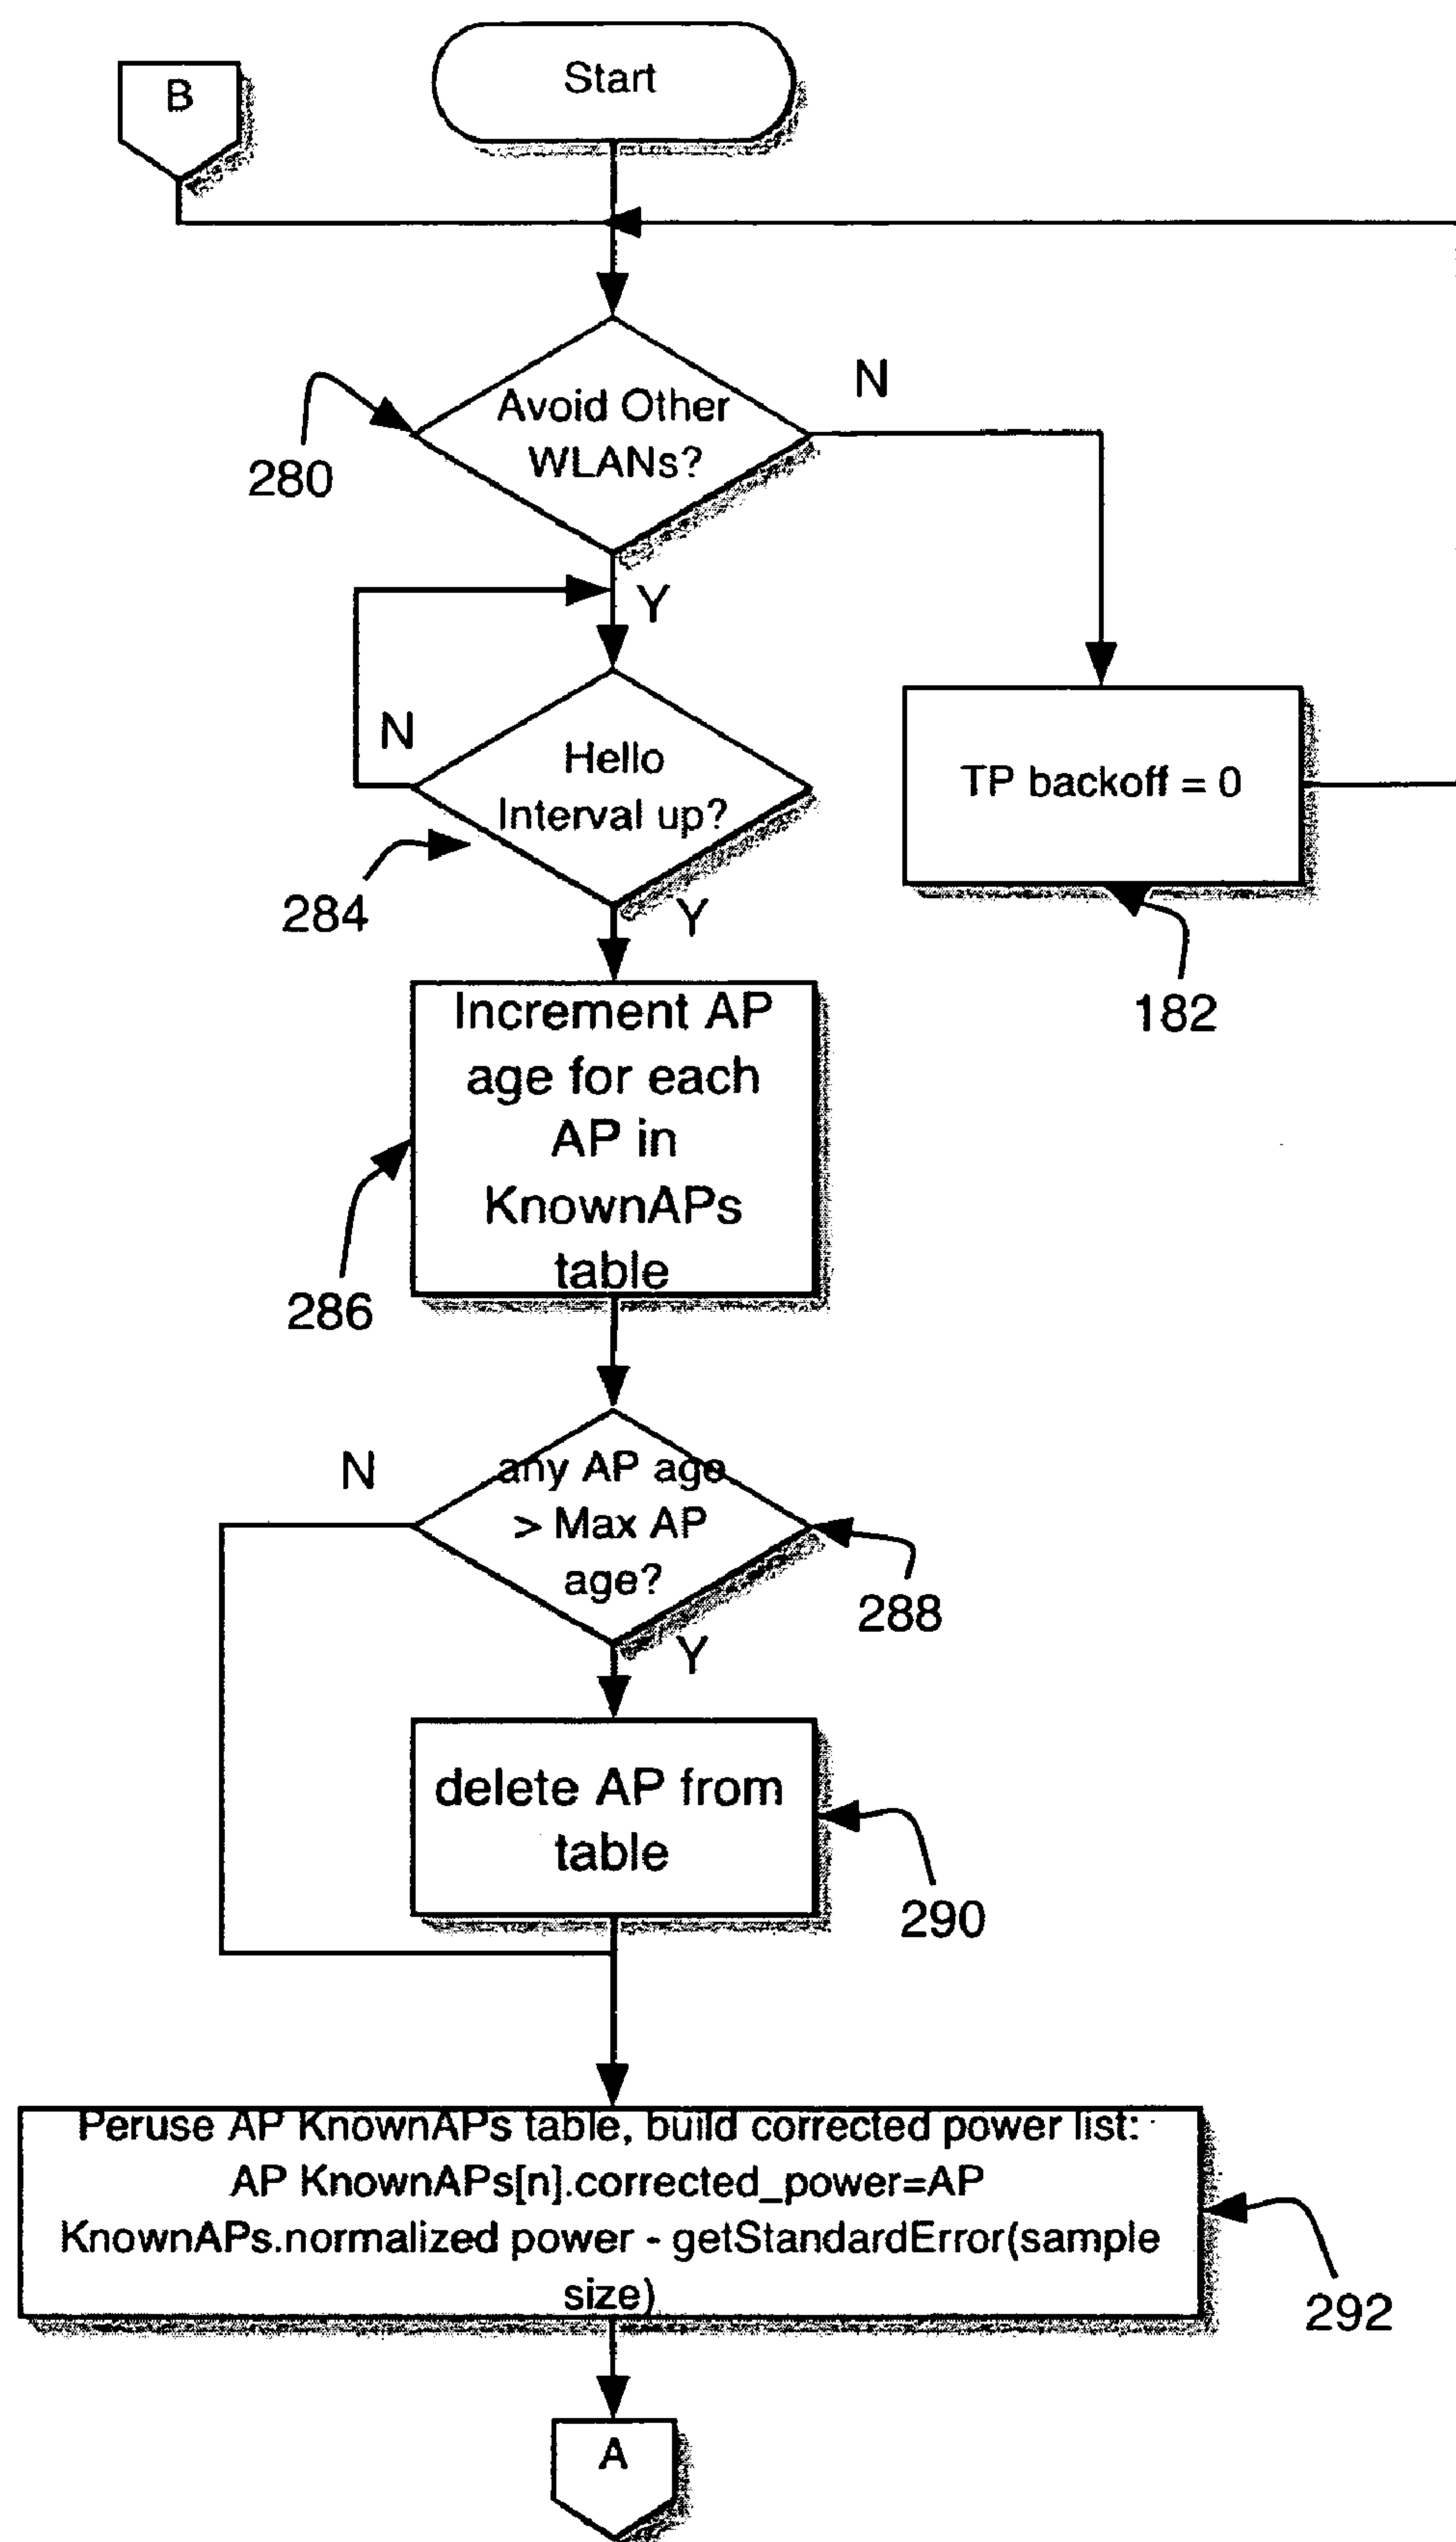 Start
B
Avoid Other
WLANs?
N
280
Y
N
Hello
Interval up?
TP backoff = 0
284
Y
182
Increment AP
age for each
AP in
KnownAPs
table
286
N
any AP age
> Max AP
age?
288
Y
delete AP from
table
290
Peruse AP KnownAPs table, build corrected power list:
AP KnownAPs[n].corrected_power=AP
KnownAPs.normalized power - getStandardError(sample
size)
292
A